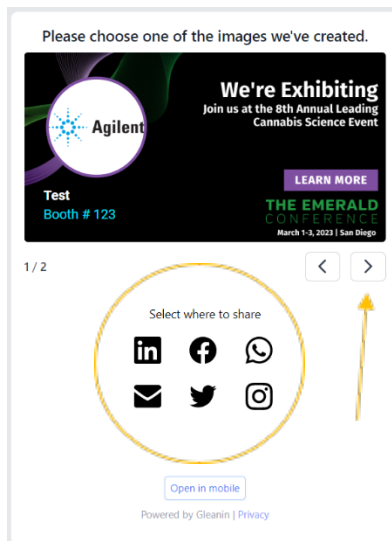 Please choose one of the images we've created.
We're Exhibiting
Join us at the 8th Annual Leading
Cannabis Science Event
Agilent
LEARN MORE
Test
Booth # 123
THE EMERALD
CONFERENCE
March 1-3, 2023 | San Diego
1 / 2
Select where to share
in
Open in mobile
Powered by Gleanin | Privacy